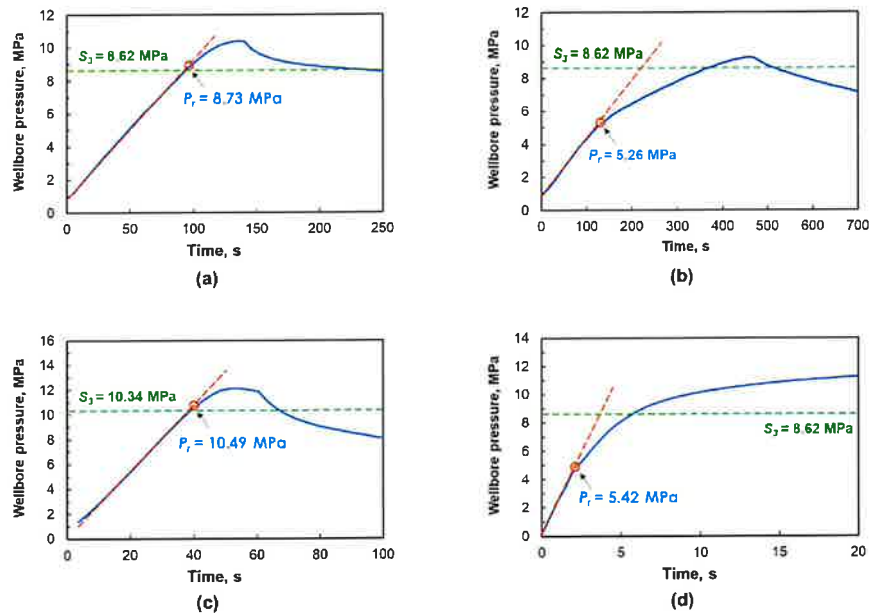 12
10
8
6
4
2
0
Wellbore pressure, MPa
S₃ = 8.62 MPa
Pᵣ = 8.73 MPa
0 50 100 150 200 250
Time, s
(a)
12
10
8
6
4
2
0
Wellbore pressure, MPa
S₃ = 8 62 MPa
Pᵣ = 5.26 MPa
0 100 200 300 400 500 600 700
Time, s
(b)
16
14
12
10
8
6
4
2
0
Wellbore pressure, MPa
S₃ = 10.34 MPa
Pᵣ = 10.49 MPa
0 20 40 60 80 100
Time, s
(c)
14
12
10
8
6
4
2
0
Wellbore pressure, MPa
S₃ = 8.62 MPa
Pᵣ = 5.42 MPa
0 5 10 15 20
Time, s
(d)